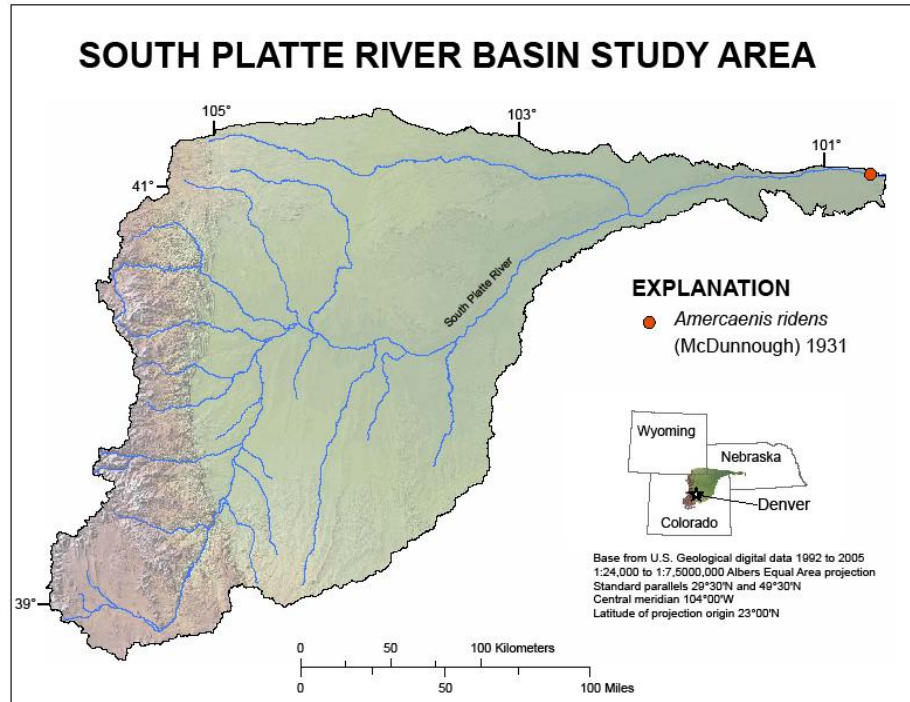 SOUTH PLATTE RIVER BASIN STUDY AREA
105°
103°
101°
41°
South Platte River
EXPLANATION
Amercaenis ridens
(McDunnough) 1931
Wyoming
Nebraska
Denver
Colorado
Base from U.S. Geological digital data 1992 to 2005
1:24,000 to 1:7,5000,000 Albers Equal Area projection
Standard parallels 29°30'N and 49°30'N
Central meridian 104°00'W
Latitude of projection origin 23°00'N
39°
0 50 100 Kilometers
0 50 100 Miles